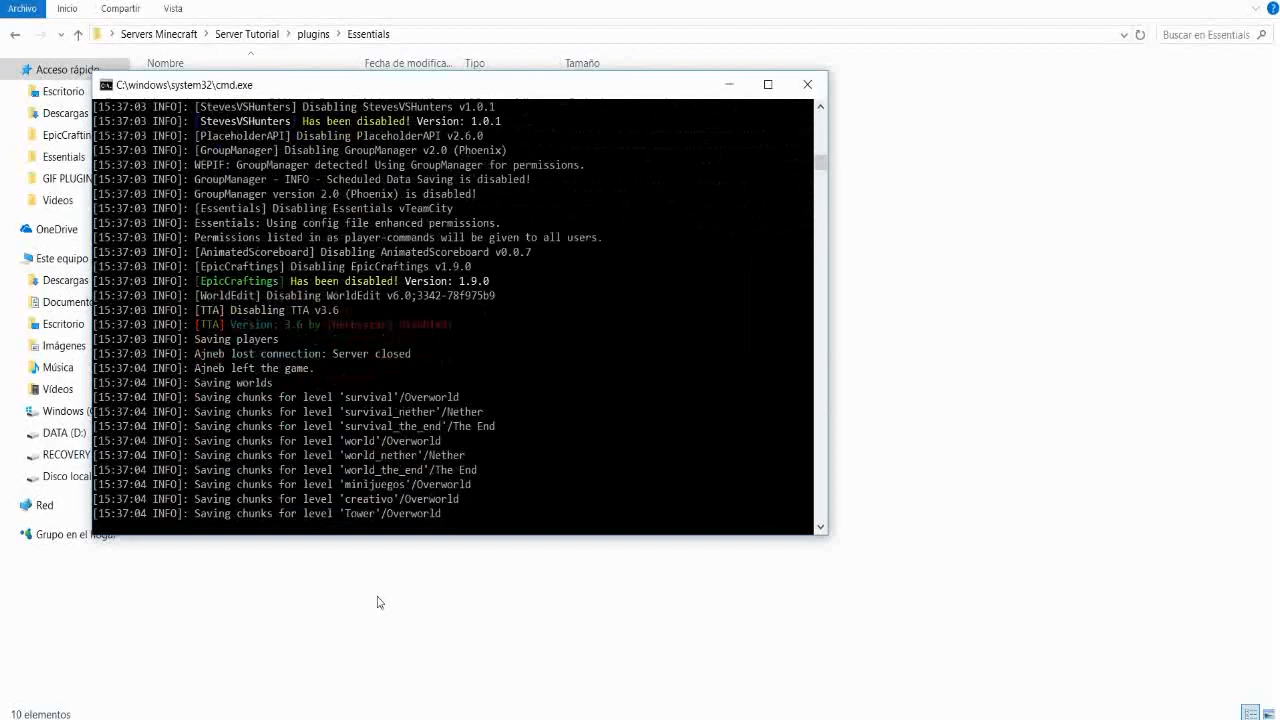 Archivo Inicio Compartir Vista
Servers Minecraft Server Tutorial plugins Essentials
Buscar en Essentials
Nombre Fecha de modifica... Tipo Tamaño
Acceso rápido
Escritorio
Descargas
EpicCrafting
Essentials
GIF PLUGIN
Videos
OneDrive
Este equipo
Descargas
Documento
Escritorio
Imágenes
Música
Vídeos
Windows (
DATA (D:)
RECOVERY
Disco local
Red
Grupo en el hogar
C:\windows\system32\cmd.exe
[15:37:03 INFO]: [StevesVSHunters] Disabling StevesVSHunters v1.0.1
[15:37:03 INFO]: [StevesVSHunters] Has been disabled! Version: 1.0.1
[15:37:03 INFO]: [PlaceholderAPI] Disabling PlaceholderAPI v2.6.0
[15:37:03 INFO]: [GroupManager] Disabling GroupManager v2.0 (Phoenix)
[15:37:03 INFO]: WEPIF: GroupManager detected! Using GroupManager for permissions.
[15:37:03 INFO]: GroupManager - INFO - Scheduled Data Saving is disabled!
[15:37:03 INFO]: GroupManager version 2.0 (Phoenix) is disabled!
[15:37:03 INFO]: [Essentials] Disabling Essentials vTeamCity
[15:37:03 INFO]: Essentials: Using config file enhanced permissions.
[15:37:03 INFO]: Permissions listed in as player-commands will be given to all users.
[15:37:03 INFO]: [AnimatedScoreboard] Disabling AnimatedScoreboard v0.0.7
[15:37:03 INFO]: [EpicCraftings] Disabling EpicCraftings v1.9.0
[15:37:03 INFO]: [EpicCraftings] Has been disabled! Version: 1.9.0
[15:37:03 INFO]: [WorldEdit] Disabling WorldEdit v6.0;3342-78f975b9
[15:37:03 INFO]: [TTA] Disabling TTA v3.6
[15:37:03 INFO]: [TTA] Version: 3.6 by
[15:37:03 INFO]: Saving players
[15:37:03 INFO]: Ajneb lost connection: Server closed
[15:37:04 INFO]: Ajneb left the game.
[15:37:04 INFO]: Saving worlds
[15:37:04 INFO]: Saving chunks for level 'survival'/Overworld
[15:37:04 INFO]: Saving chunks for level 'survival_nether'/Nether
[15:37:04 INFO]: Saving chunks for level 'survival_the_end'/The End
[15:37:04 INFO]: Saving chunks for level 'world'/Overworld
[15:37:04 INFO]: Saving chunks for level 'world_nether'/Nether
[15:37:04 INFO]: Saving chunks for level 'world_the_end'/The End
[15:37:04 INFO]: Saving chunks for level 'minijuegos'/Overworld
[15:37:04 INFO]: Saving chunks for level 'creativo'/Overworld
[15:37:04 INFO]: Saving chunks for level 'Tower'/Overworld
10 elementos